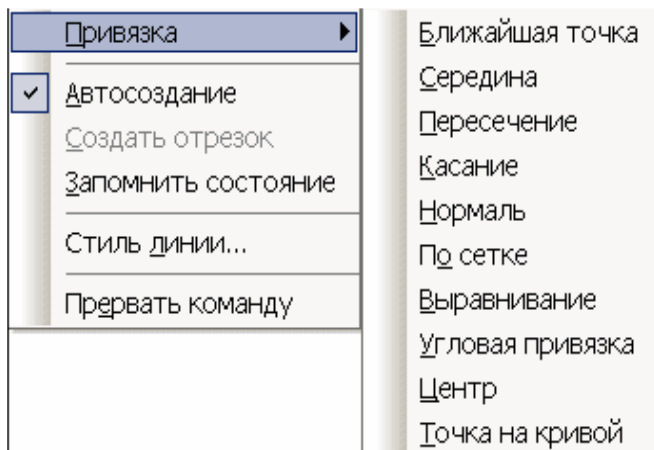 Привязка
Автосоздание
Создать отрезок
Запомнить состояние
Стиль линии...
Прервать команду
Ближайшая точка
Середина
Пересечение
Касание
Нормаль
По сетке
Выравнивание
Угловая привязка
Центр
Точка на кривой